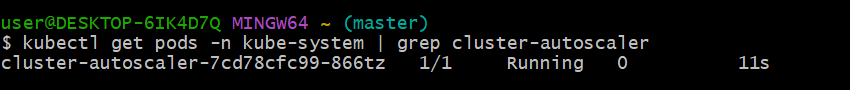 user@DESKTOP-6IK4D7Q MINGW64 ~ (master)
$ kubectl get pods -n kube-system | grep cluster-autoscaler
cluster-autoscaler-7cd78cfc99-866tz   1/1     Running   0          11s